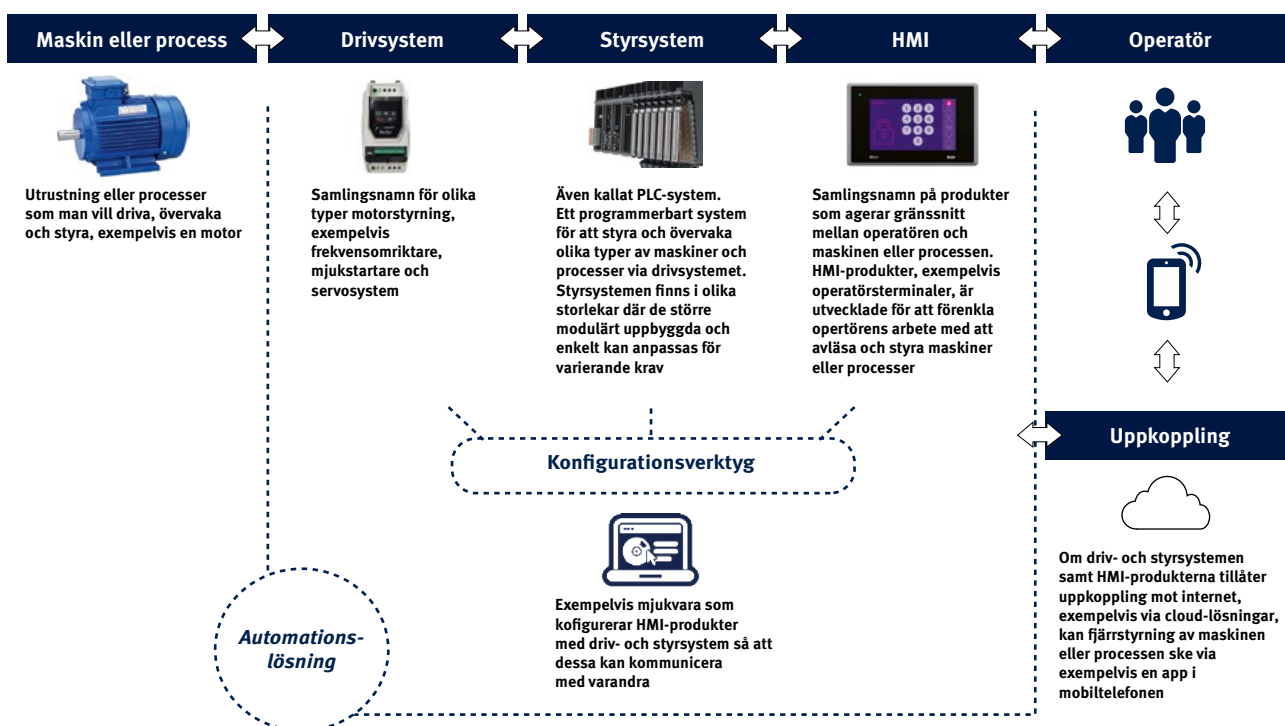 Maskin eller process
Drivsystem
Styrsystem
HMI
Operatör
Utrustning eller processer
som man vill driva, övervaka
och styra, exempelvis en motor
Samlingsnamn för olika
typer motorstyrning,
exempelvis
frekvensomriktare,
mjukstartare och
servosystem
Även kallat PLC-system.
Ett programmerbart system
för att styra och övervaka
olika typer av maskiner och
processer via drivsystemet.
Styrsystemen finns i olika
storlekar där de större
modulärt uppbyggda och
enkelt kan anpassas för
varierande krav
Samlingsnamn på produkter
som agerar gränssnitt
mellan operatören och
maskinen eller processen.
HMI-produkter, exempelvis
operatörsterminaler, är
utvecklade för att förenkla
opertörens arbete med att
avläsa och styra maskiner
eller processer
Konfigurationsverktyg
Exempelvis mjukvara som
kofigurerar HMI-produkter
med driv- och styrsystem så att
dessa kan kommunicera
med varandra
Automations-
lösning
Uppkoppling
Om driv- och styrsystemen
samt HMI-produkterna tillåter
uppkoppling mot internet,
exempelvis via cloud-lösningar,
kan fjärrstyrning av maskinen
eller processen ske via
exempelvis en app i
mobiltelefonen